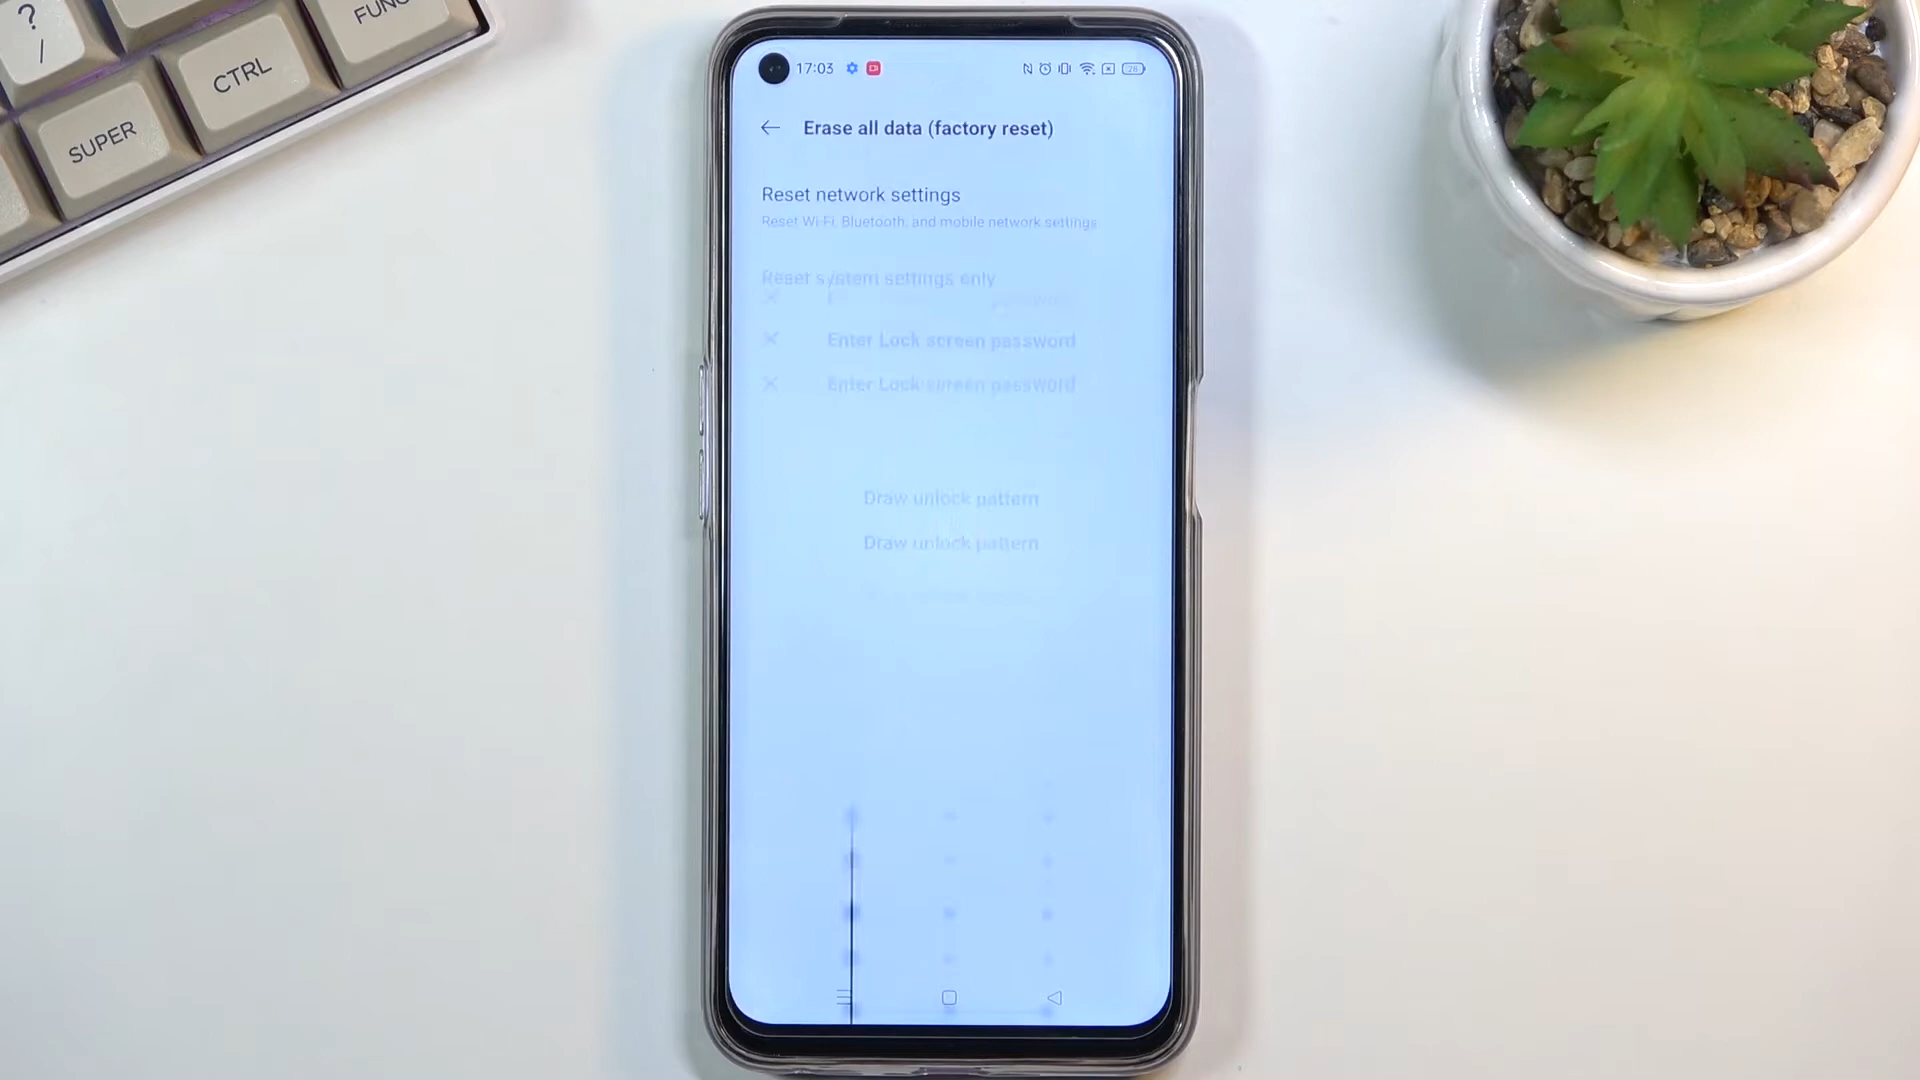 ?
/
FUNC
CTRL
SUPER
17:03
28
Erase all data (factory reset)
Reset network settings
Reset Wi-Fi, Bluetooth, and mobile network settings
Reset system settings only
Enter Lock screen password
Enter Lock screen password
Draw unlock pattern
Draw unlock pattern